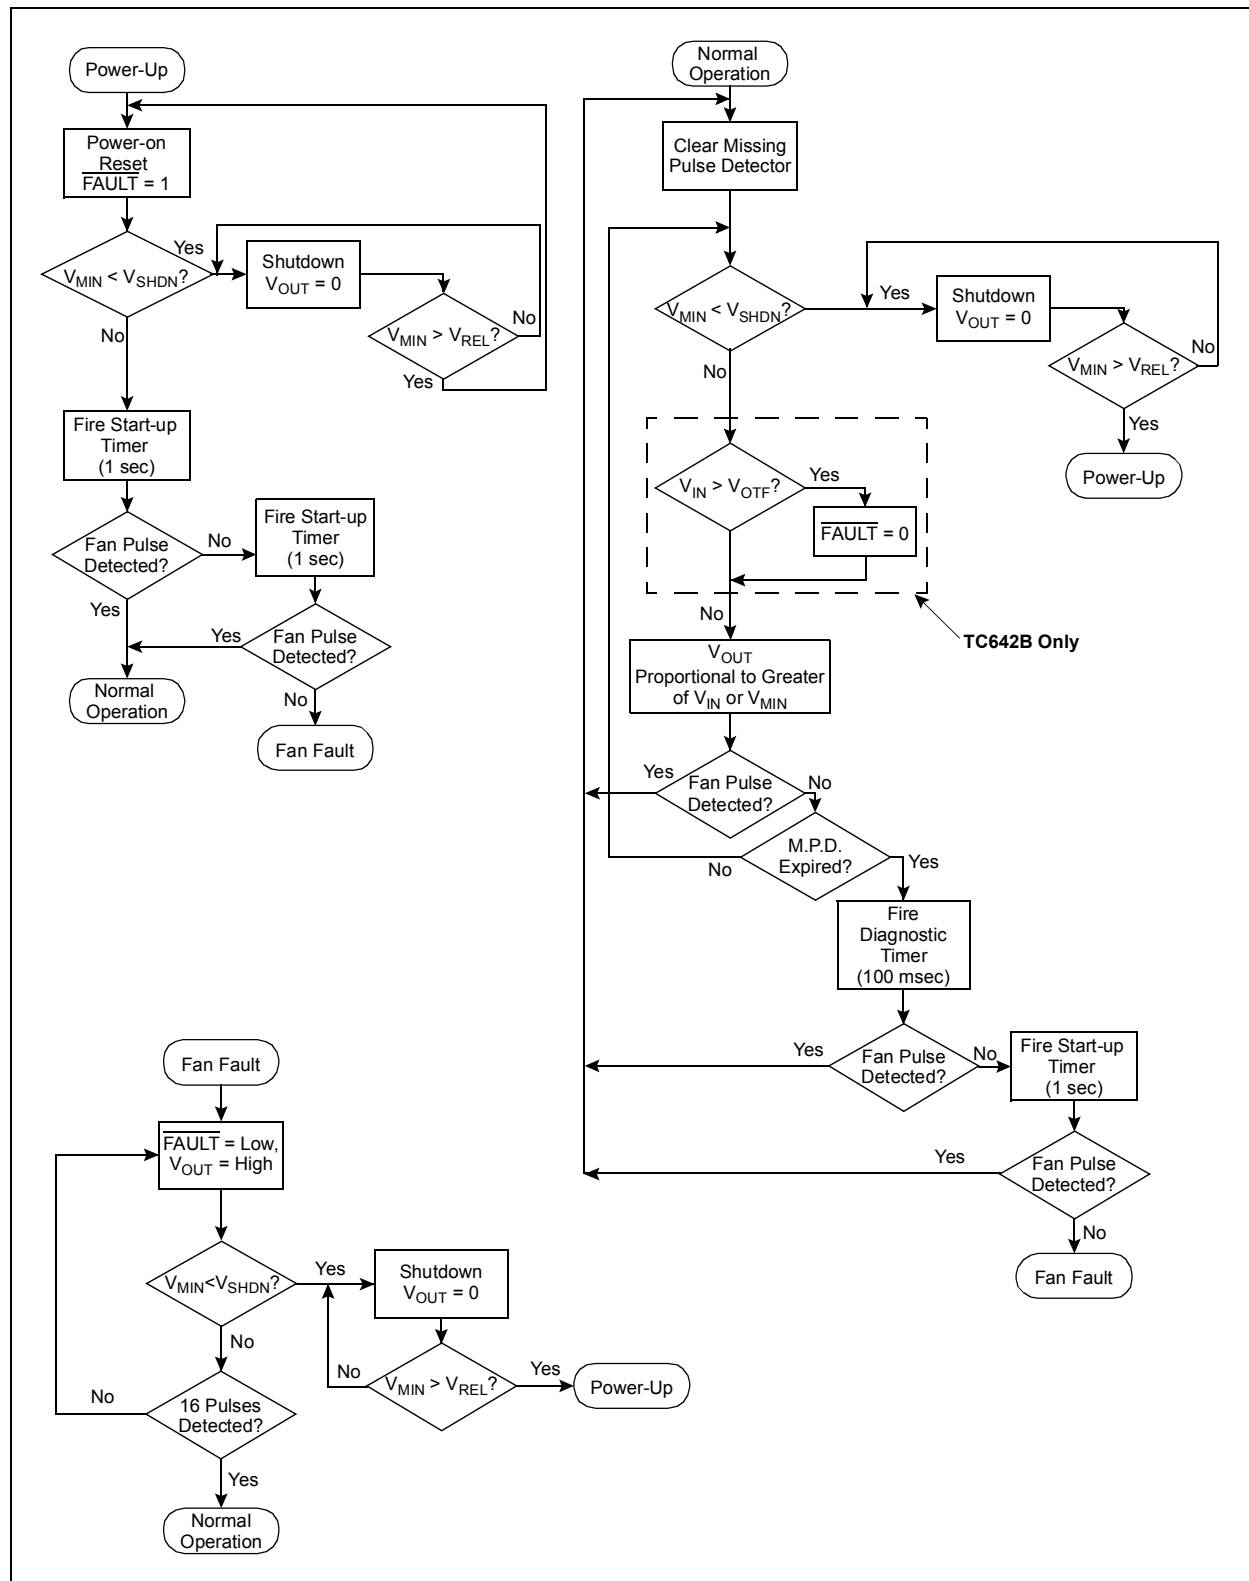 Power-Up
Power-on
Reset
FAULT = 1
VMIN < VSHDN?
Yes
No
Shutdown
VOUT = 0
VMIN > VREL?
No
Yes
Fire Start-up
Timer
(1 sec)
Fan Pulse
Detected?
No
Yes
Fire Start-up
Timer
(1 sec)
Fan Pulse
Detected?
Yes
No
Normal
Operation
Fan Fault
Normal
Operation
Clear Missing
Pulse Detector
VMIN < VSHDN?
Yes
No
Shutdown
VOUT = 0
VMIN > VREL?
No
Yes
Power-Up
VIN > VOTF?
Yes
FAULT = 0
No
TC642B Only
VOUT
Proportional to Greater
of VIN or VMIN
Fan Pulse
Detected?
Yes
No
M.P.D.
Expired?
No
Yes
Fire
Diagnostic
Timer
(100 msec)
Fan Pulse
Detected?
Yes
No
Fire Start-up
Timer
(1 sec)
Fan Pulse
Detected?
Yes
No
Fan Fault
Fan Fault
FAULT = Low,
VOUT = High
VMIN<VSHDN?
Yes
No
Shutdown
VOUT = 0
VMIN > VREL?
No
Yes
Power-Up
16 Pulses
Detected?
No
Yes
Normal
Operation